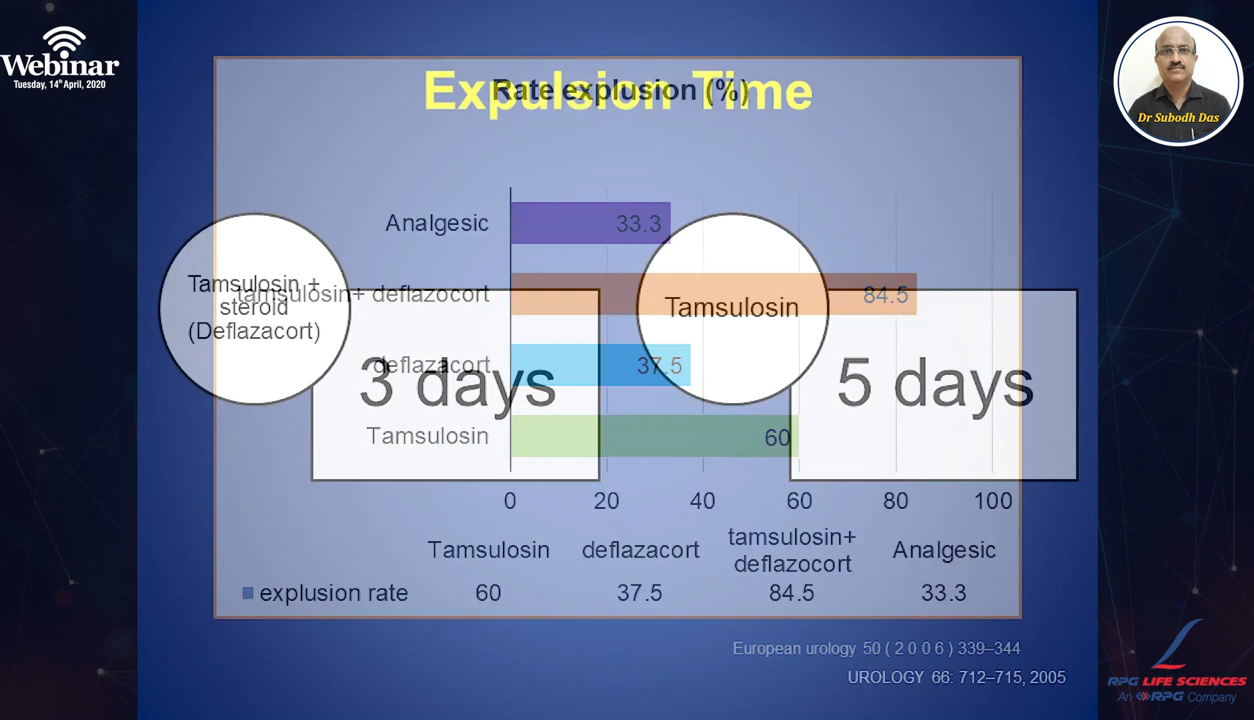 Webinar
Tuesday, 14th April, 2020
Expulsion Time
Rate explusion (%)
Dr Subodh Das
Analgesic
33.3
Tamsulosin +
steroid
(Deflazacort)
tamsulosin+ deflazocort
84.5
Tamsulosin
deflazacort
37.5
3 days
5 days
Tamsulosin
60
0 20 40 60 80 100
Tamsulosin deflazacort tamsulosin+ deflazocort Analgesic
explusion rate 60 37.5 84.5 33.3
European urology 50 ( 2 0 0 6 ) 339–344
UROLOGY 66: 712–715, 2005
RPG LIFE SCIENCES
An RPG Company